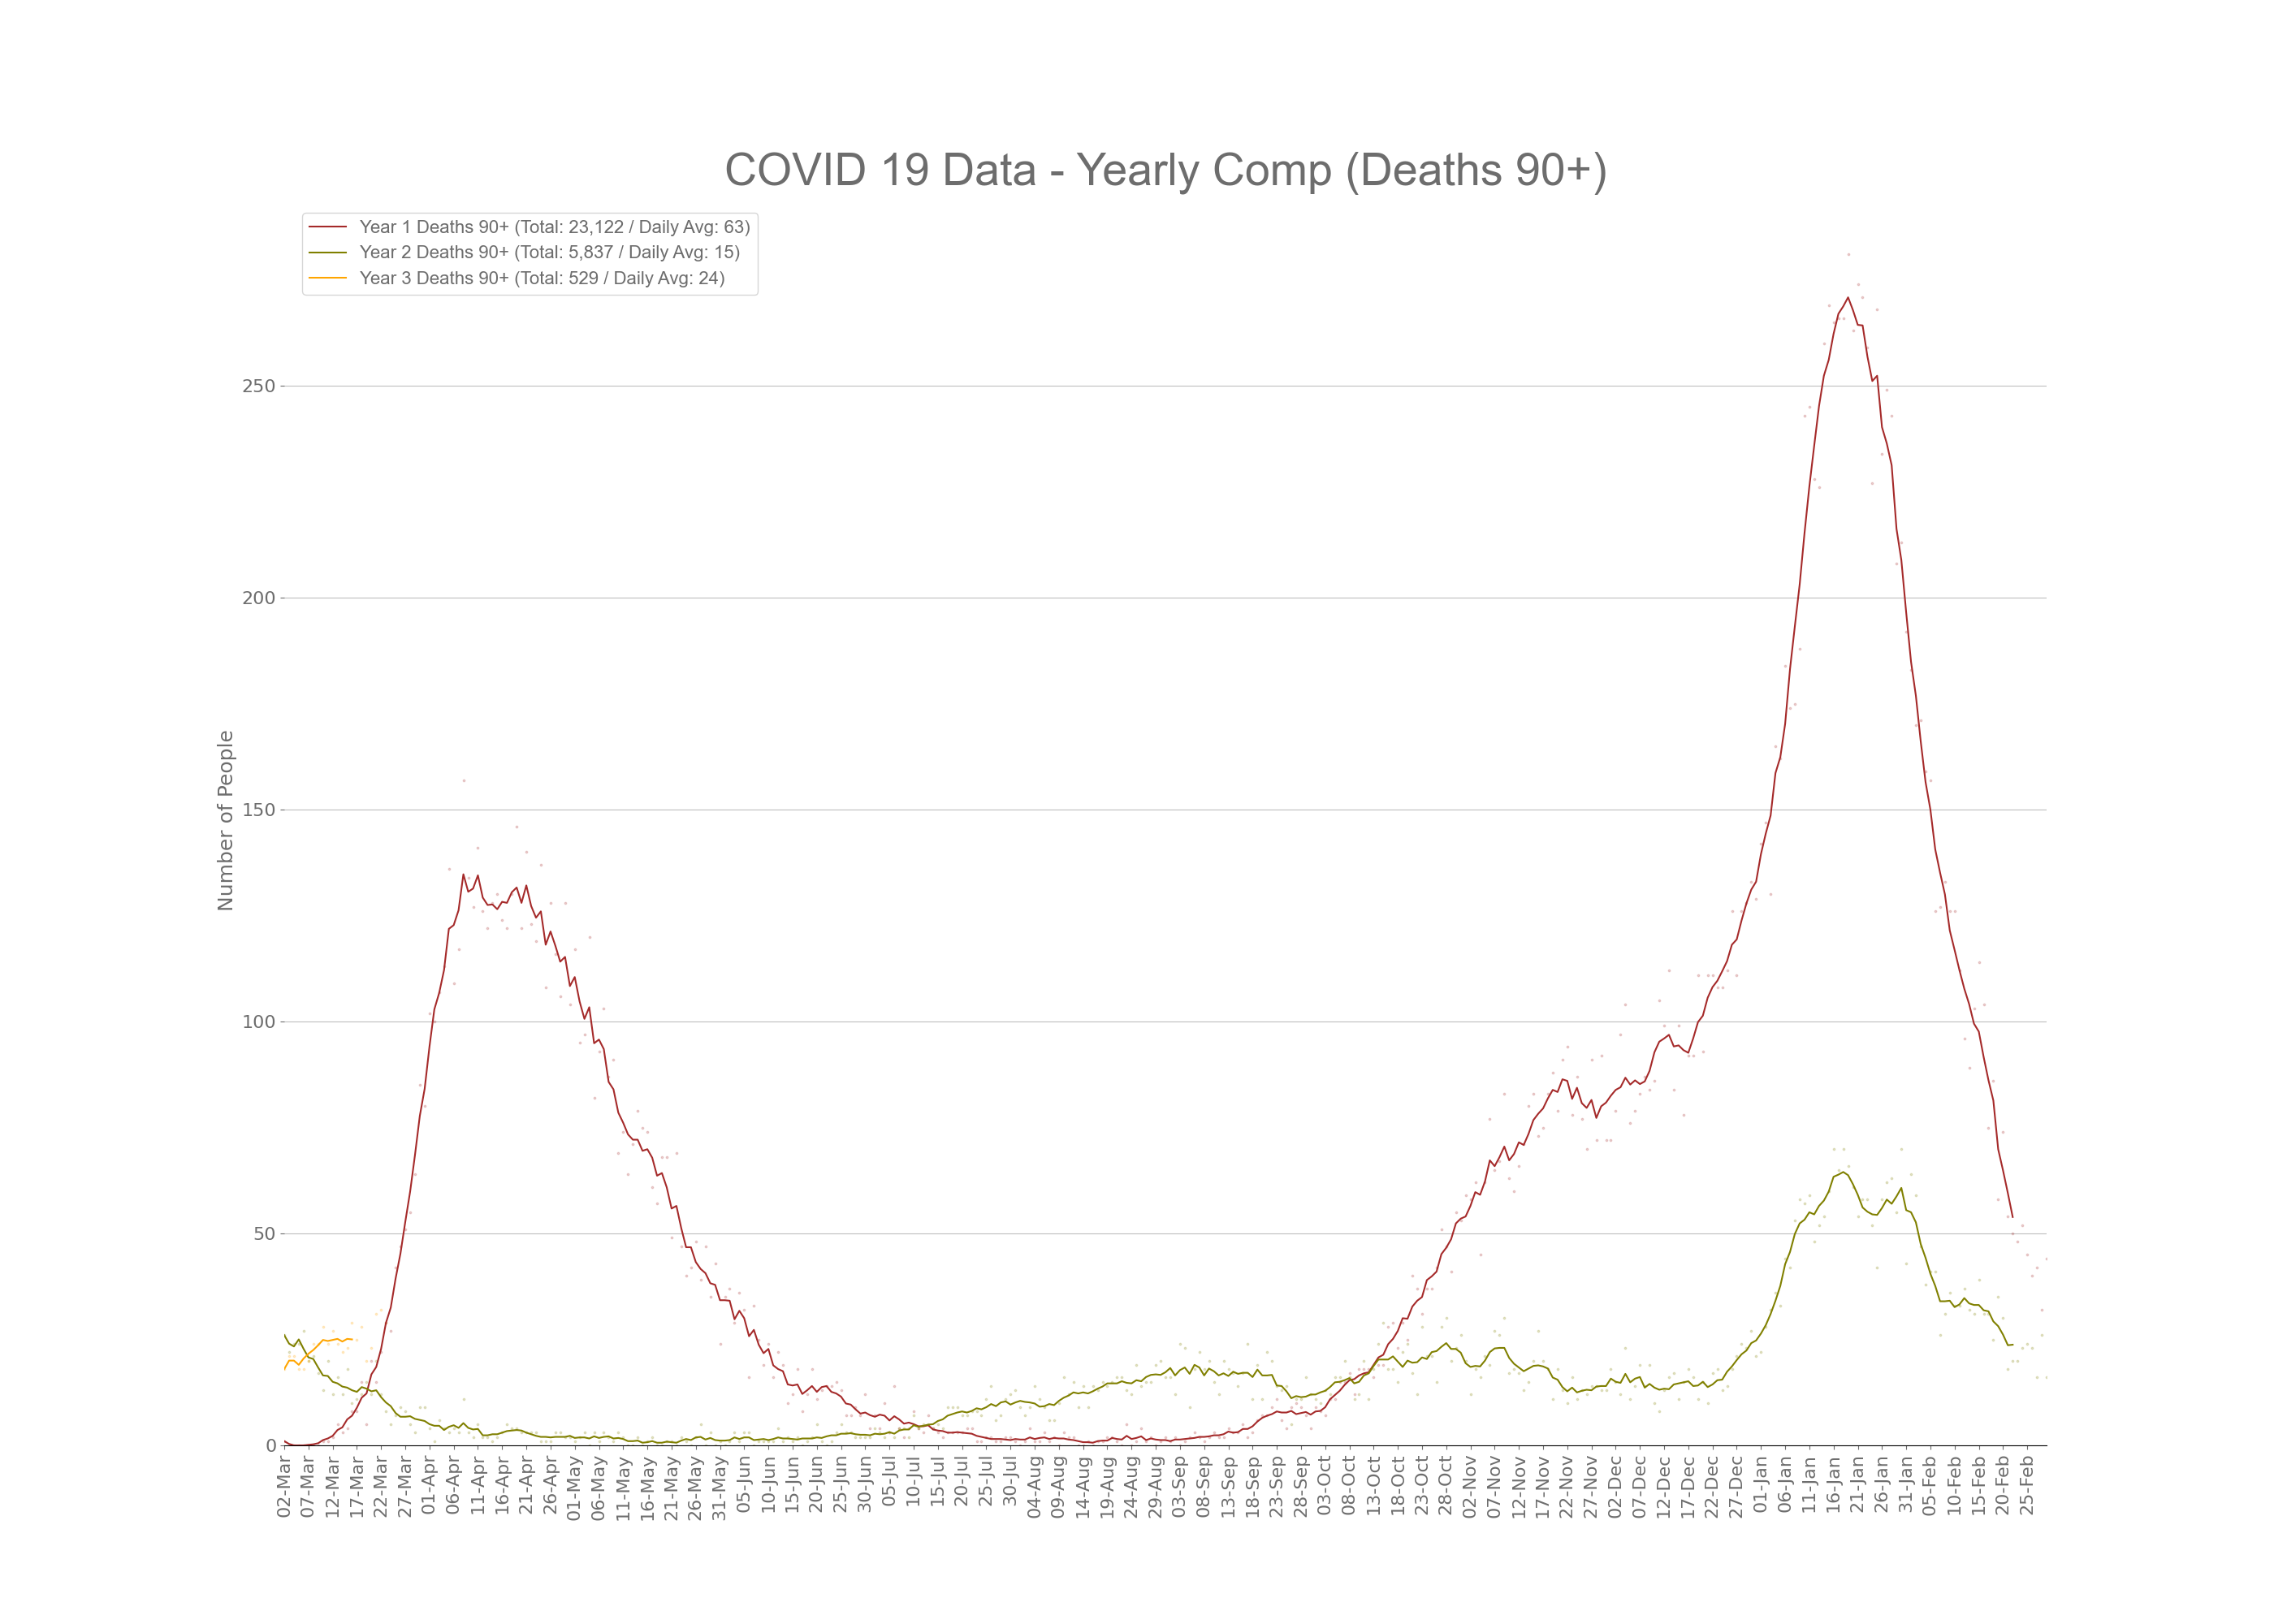 COVID 19 Data - Yearly Comp (Deaths 90+)
Year 1 Deaths 90+ (Total: 23,122 / Daily Avg: 63)
Year 2 Deaths 90+ (Total: 5,837 / Daily Avg: 15)
Year 3 Deaths 90+ (Total: 529 / Daily Avg: 24)
Number of People
250
200
150
100
50
0
02-Mar
07-Mar
12-Mar
17-Mar
22-Mar
27-Mar
01-Apr
06-Apr
11-Apr
16-Apr
21-Apr
26-Apr
01-May
06-May
11-May
16-May
21-May
26-May
31-May
05-Jun
10-Jun
15-Jun
20-Jun
25-Jun
30-Jun
05-Jul
10-Jul
15-Jul
20-Jul
25-Jul
30-Jul
04-Aug
09-Aug
14-Aug
19-Aug
24-Aug
29-Aug
03-Sep
08-Sep
13-Sep
18-Sep
23-Sep
28-Sep
03-Oct
08-Oct
13-Oct
18-Oct
23-Oct
28-Oct
02-Nov
07-Nov
12-Nov
17-Nov
22-Nov
27-Nov
02-Dec
07-Dec
12-Dec
17-Dec
22-Dec
27-Dec
01-Jan
06-Jan
11-Jan
16-Jan
21-Jan
26-Jan
31-Jan
05-Feb
10-Feb
15-Feb
20-Feb
25-Feb